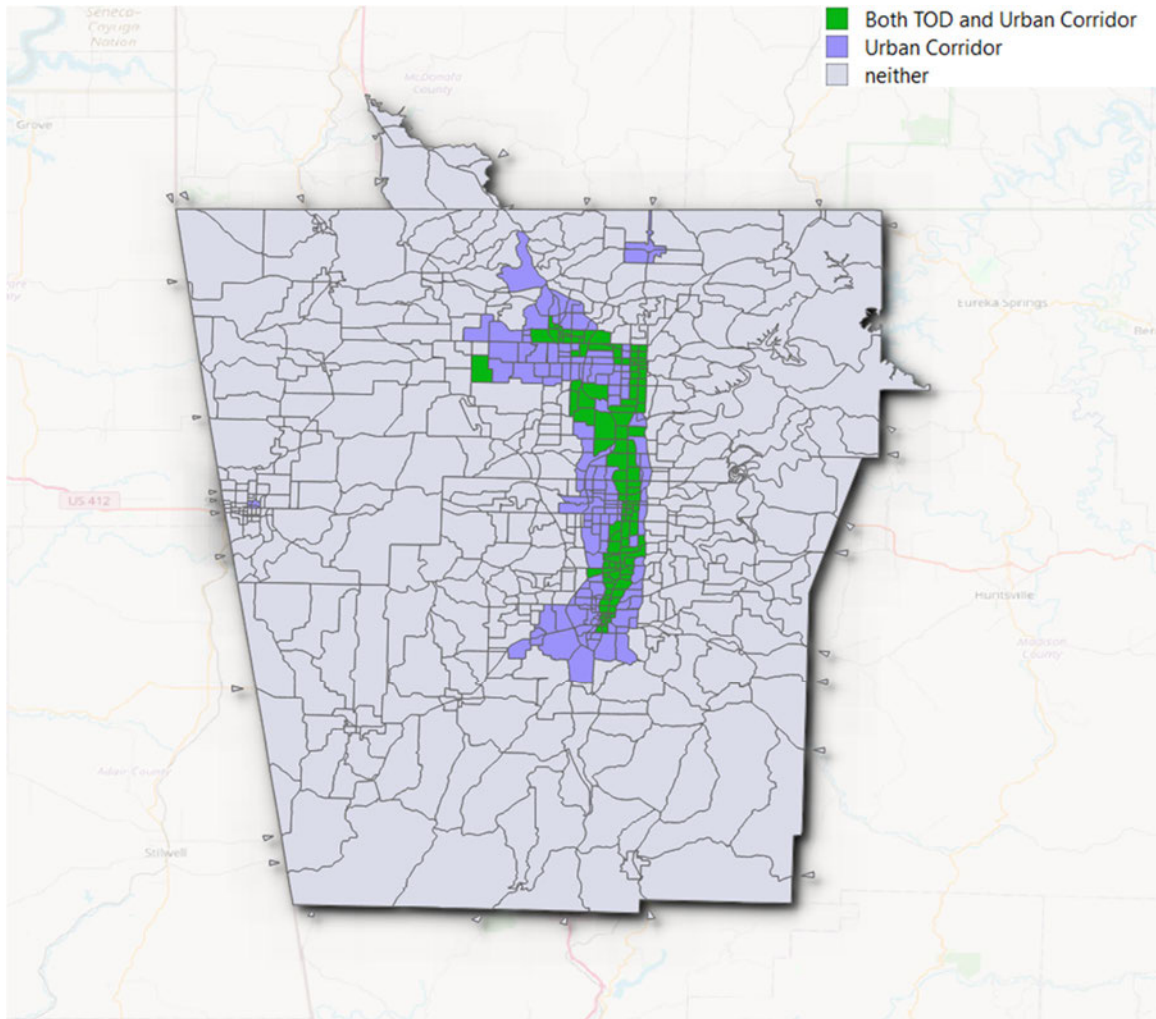 Both TOD and Urban Corridor
Urban Corridor
neither
Seneca-
Cayuga
Nation
McDonald
County
Grove
Eureka Springs
US 412
Huntsville
Madison
County
Adair County
Stilwell